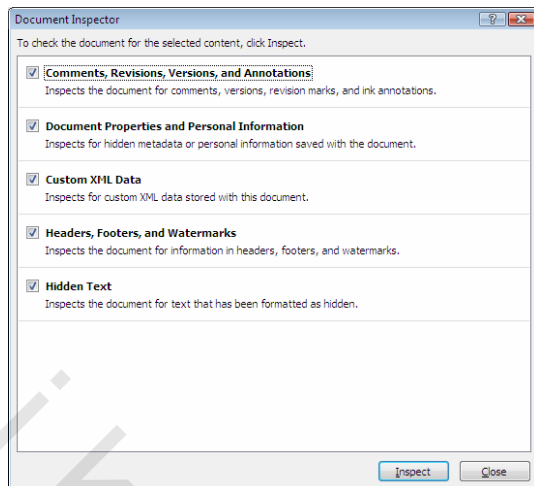 Document Inspector
To check the document for the selected content, click Inspect.
Comments, Revisions, Versions, and Annotations
Inspects the document for comments, versions, revision marks, and ink annotations.
Document Properties and Personal Information
Inspects for hidden metadata or personal information saved with the document.
Custom XML Data
Inspects for custom XML data stored with this document.
Headers, Footers, and Watermarks
Inspects the document for information in headers, footers, and watermarks.
Hidden Text
Inspects the document for text that has been formatted as hidden.
Inspect Close